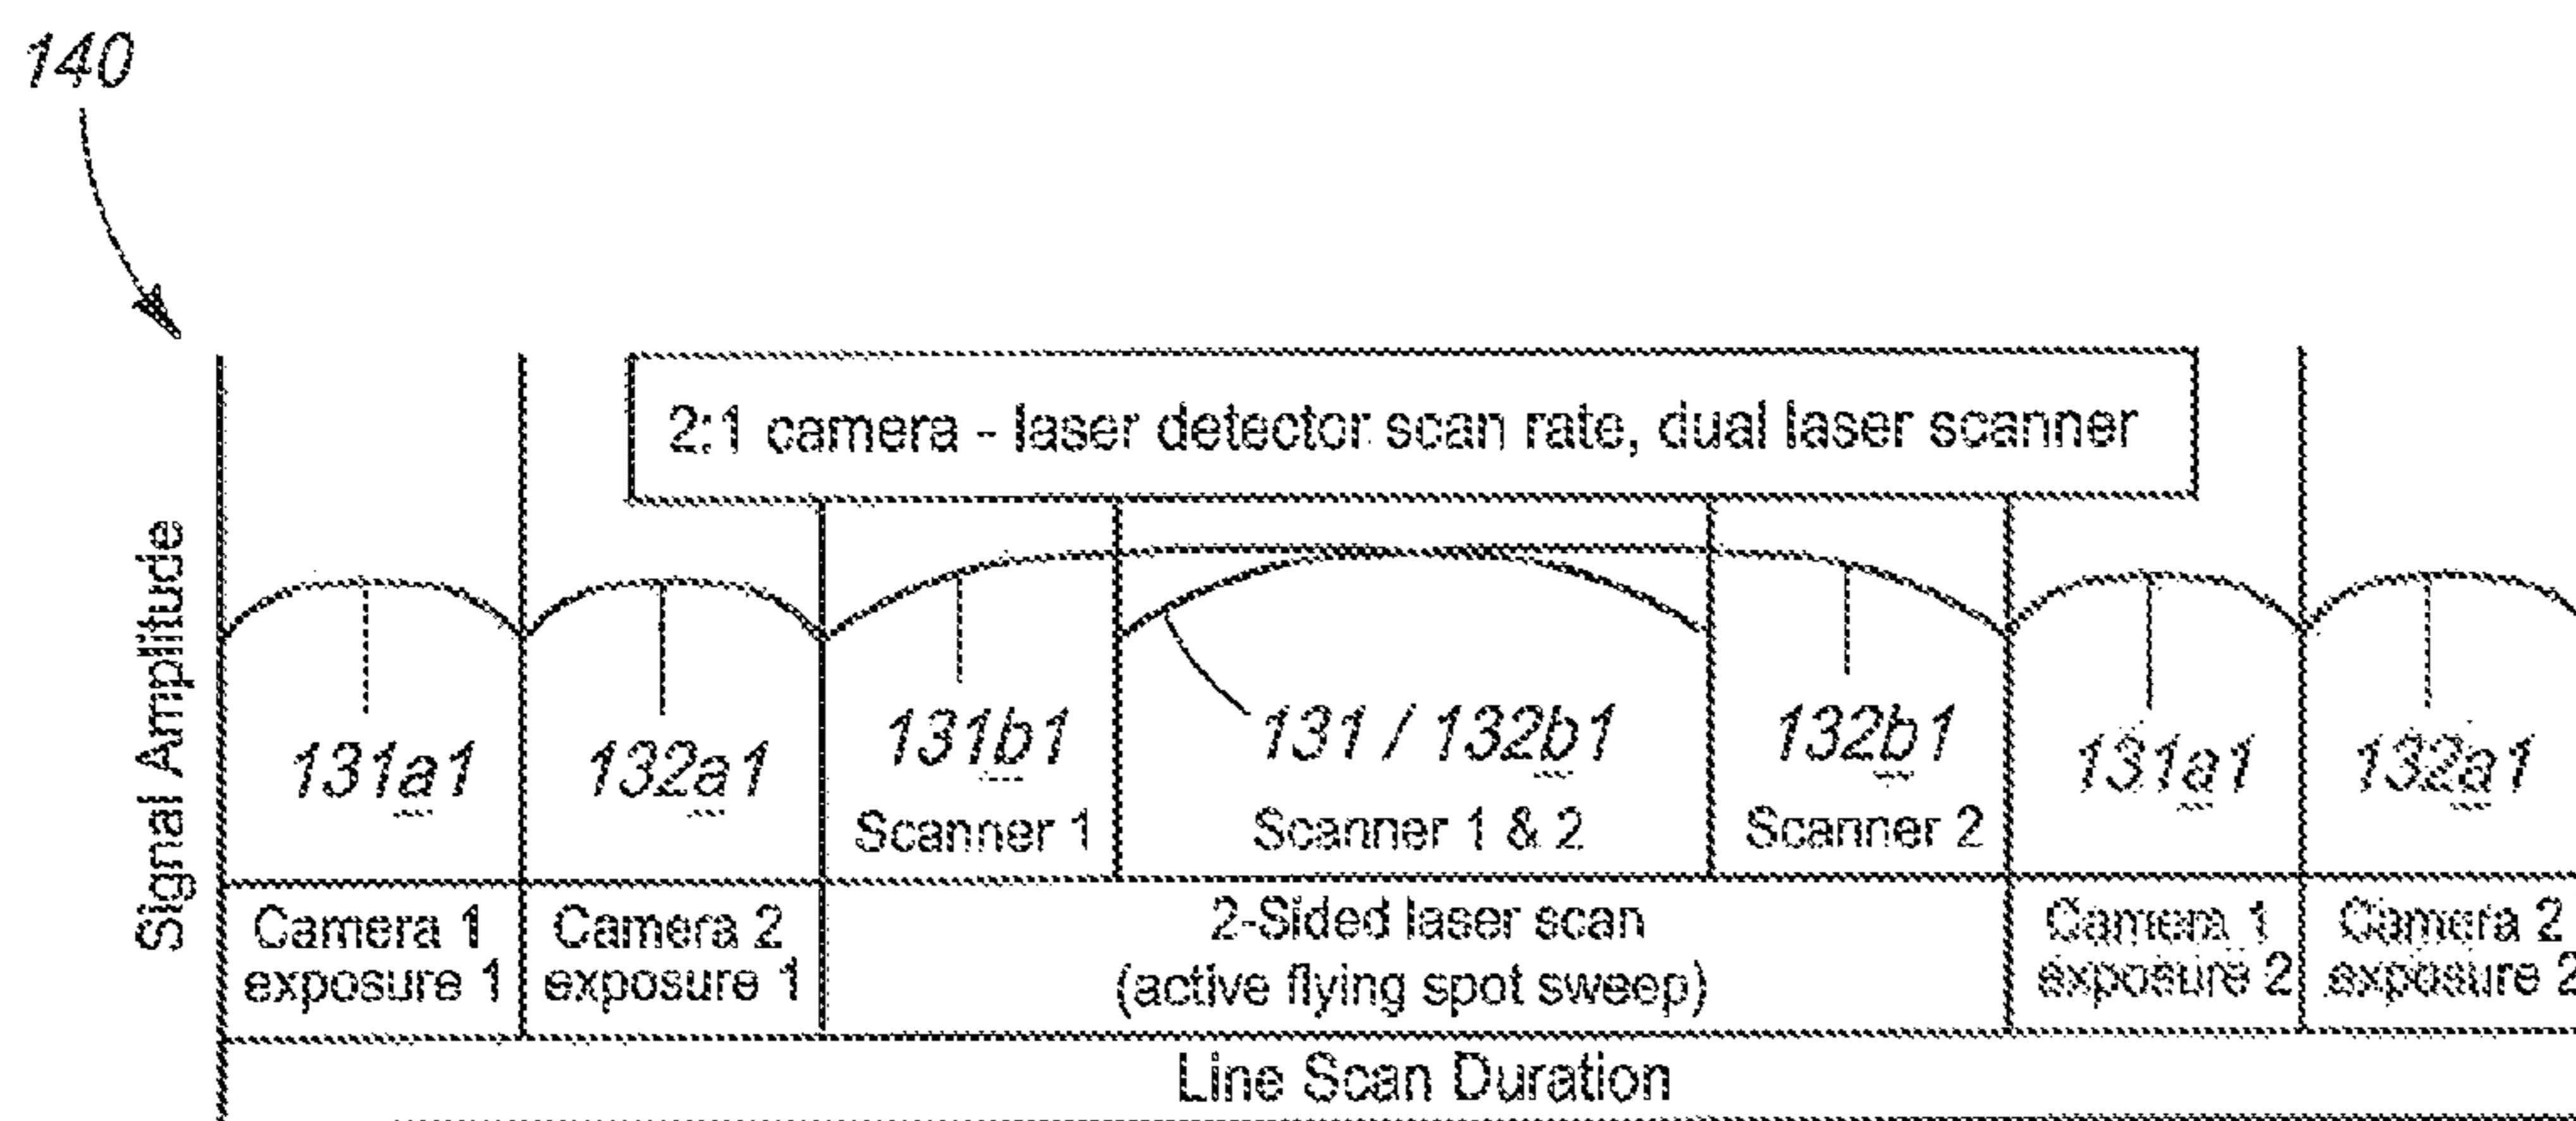 140
2:1 camera - laser detector scan rate, dual laser scanner
Signal Amplitude
131a1
132a1
131b1
131 / 132b1
132b1
131a1
132a1
Scanner 1
Scanner 1 & 2
Scanner 2
Camera 1
exposure 1
Camera 2
exposure 1
2-Sided laser scan
(active flying spot sweep)
Camera 1
exposure 2
Camera 2
exposure 2
Line Scan Duration